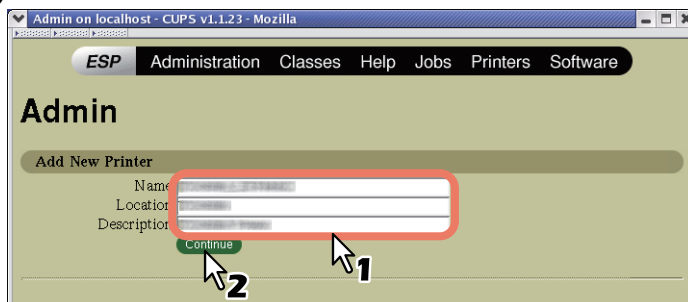 Admin on localhost - CUPS v1.1.23 - Mozilla
ESP Administration Classes Help Jobs Printers Software
Admin
Add New Printer
Name
Location
Description
Continue
1
2